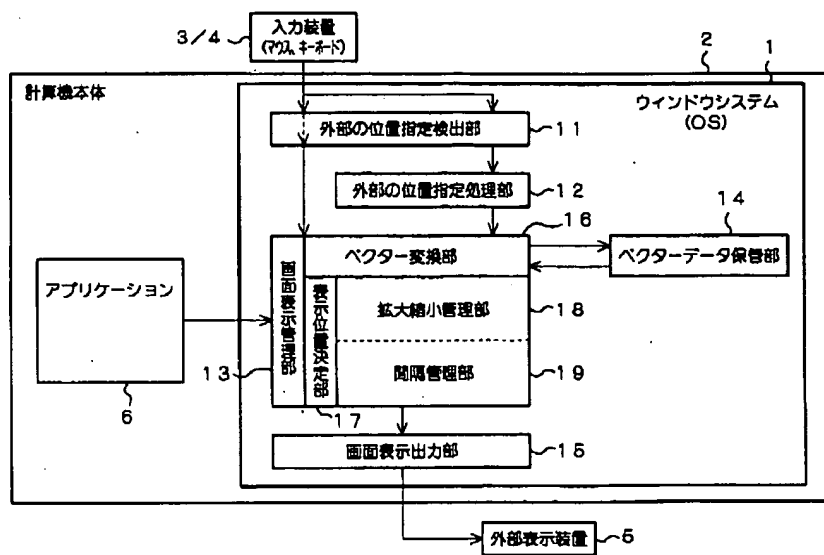 入力装置
(マウス、キーボード)
3/4
2
1
計算機本体
ウィンドウシステム
(OS)
外部の位置指定検出部
11
外部の位置指定処理部
12
16
14
ベクター変換部
ベクターデータ保管部
アプリケーション
画面表示管理部
表示位置決定部
拡大縮小管理部
18
13
間隔管理部
19
6
17
画面表示出力部
15
外部表示装置
5